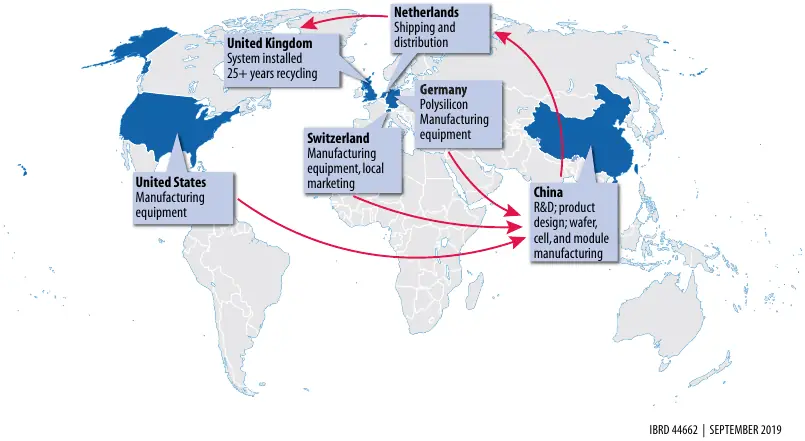 Netherlands
Shipping and
distribution
United Kingdom
System installed
25+ years recycling
Germany
Polysilicon
Manufacturing
equipment
Switzerland
Manufacturing
equipment, local
marketing
United States
Manufacturing
equipment
China
R&D; product
design; wafer,
cell, and module
manufacturing
IBRD 44662 | SEPTEMBER 2019